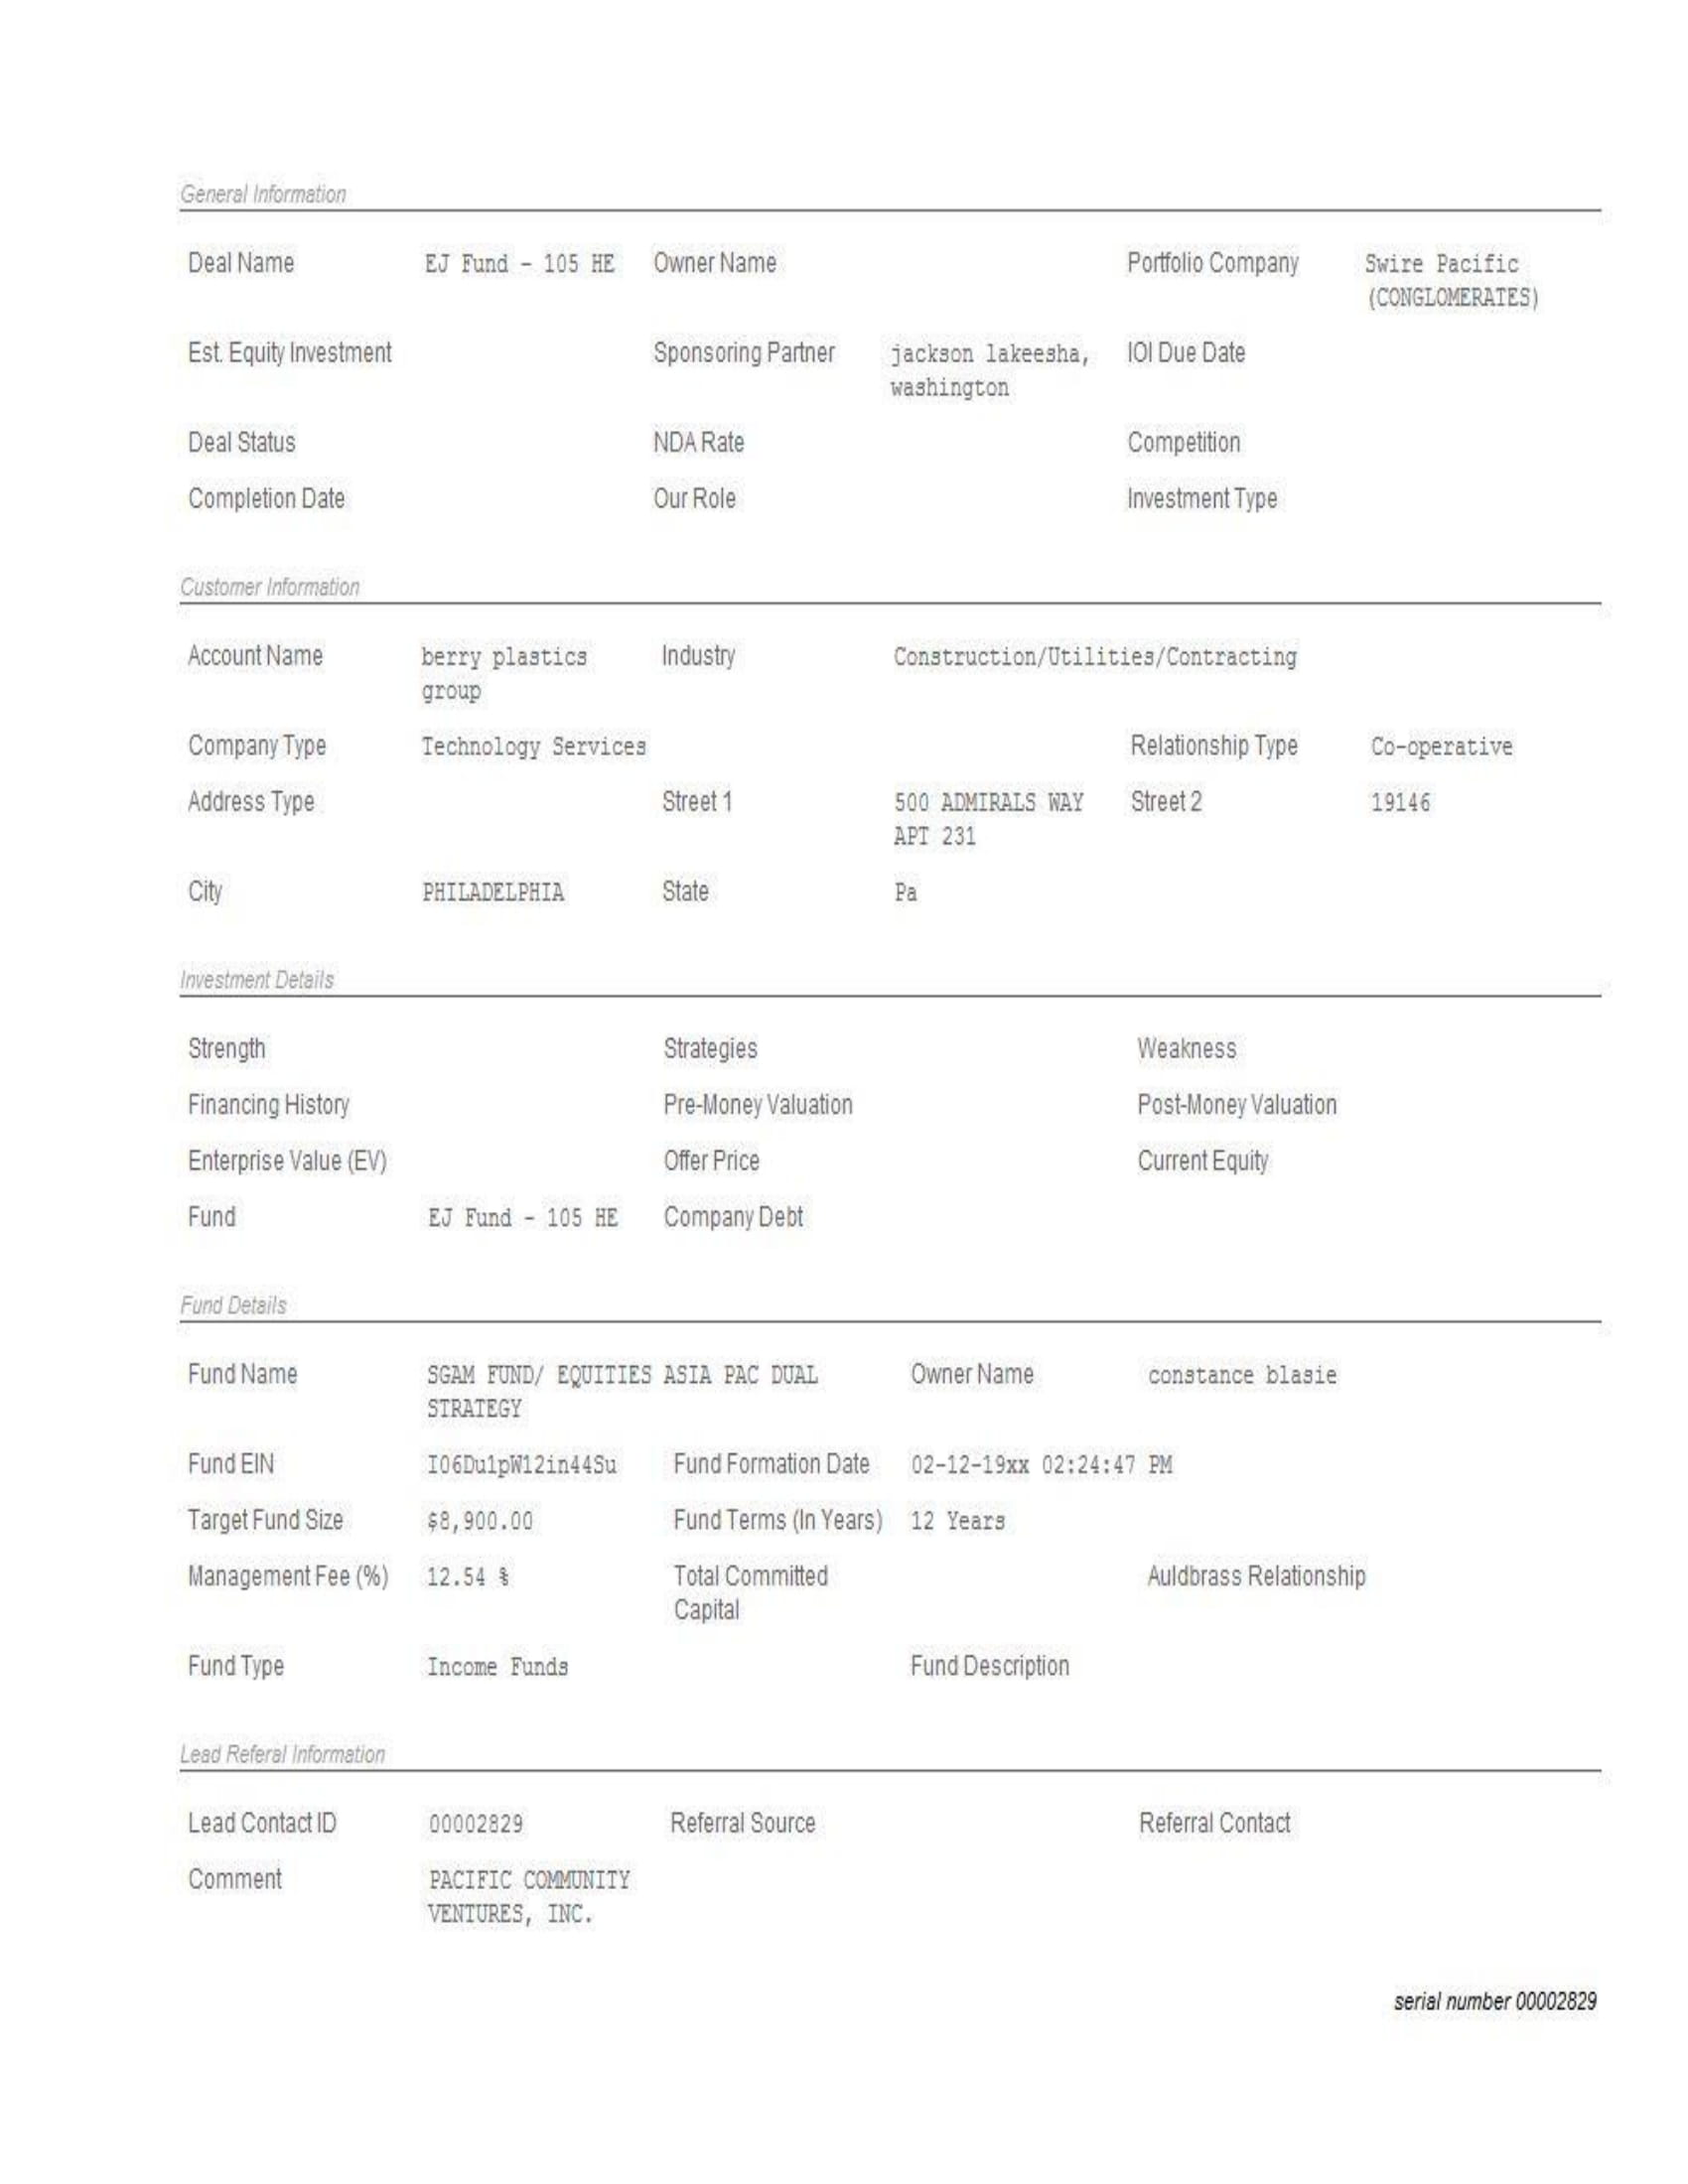 General Information
Deal Name EJ Fund - 105 HE Owner Name Portfolio Company Swire Pacific
(CONGLOMERATES)
Est. Equity Investment Sponsoring Partner jackson lakeesha, IOI Due Date
washington
Deal Status NDA Rate Competition
Completion Date Our Role Investment Type
Customer Information
Account Name berry plastics Industry Construction/Utilities/Contracting
group
Company Type Technology Services Relationship Type Co-operative
Address Type Street 1 500 ADMIRALS WAY Street 2 19146
APT 231
City PHILADELPHIA State Pa
Investment Details
Strength Strategies Weakness
Financing History Pre-Money Valuation Post-Money Valuation
Enterprise Value (EV) Offer Price Current Equity
Fund EJ Fund - 105 HE Company Debt
Fund Details
Fund Name SGAM FUND/ EQUITIES ASIA PAC DUAL Owner Name constance blasie
STRATEGY
Fund EIN I06Du1pW12in44Su Fund Formation Date 02-12-19xx 02:24:47 PM
Target Fund Size $8,900.00 Fund Terms (In Years) 12 Years
Management Fee (%) 12.54 % Total Committed Auldbrass Relationship
Capital
Fund Type Income Funds Fund Description
Lead Referal Information
Lead Contact ID 00002829 Referral Source Referral Contact
Comment PACIFIC COMMUNITY
VENTURES, INC.
serial number 00002829